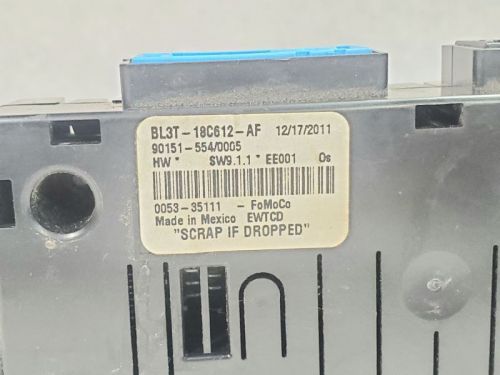 BL3T-18C612-AF 12/17/2011
90151-554/0005
HW * SW9.1.1 * EE001 Os
0053-35111 - FoMoCo
Made in Mexico EWTCD
"SCRAP IF DROPPED"